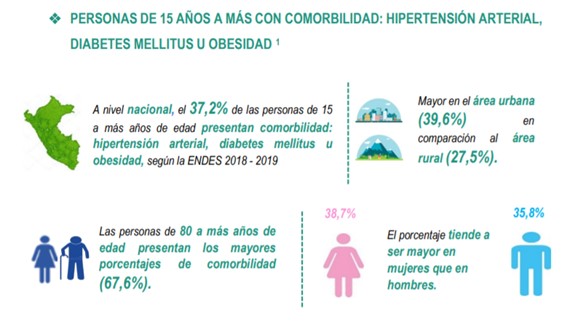 ❖ PERSONAS DE 15 AÑOS A MÁS CON COMORBILIDAD: HIPERTENSIÓN ARTERIAL,
DIABETES MELLITUS U OBESIDAD ¹
A nivel nacional, el 37,2% de las personas de 15
a más años de edad presentan comorbilidad:
hipertensión arterial, diabetes mellitus u
obesidad, según la ENDES 2018 - 2019
Mayor en el área urbana
(39,6%) en
comparación al área
rural (27,5%).
Las personas de 80 a más años de
edad presentan los mayores
porcentajes de comorbilidad
(67,6%).
38,7%
El porcentaje tiende a
ser mayor en
mujeres que en
hombres.
35,8%